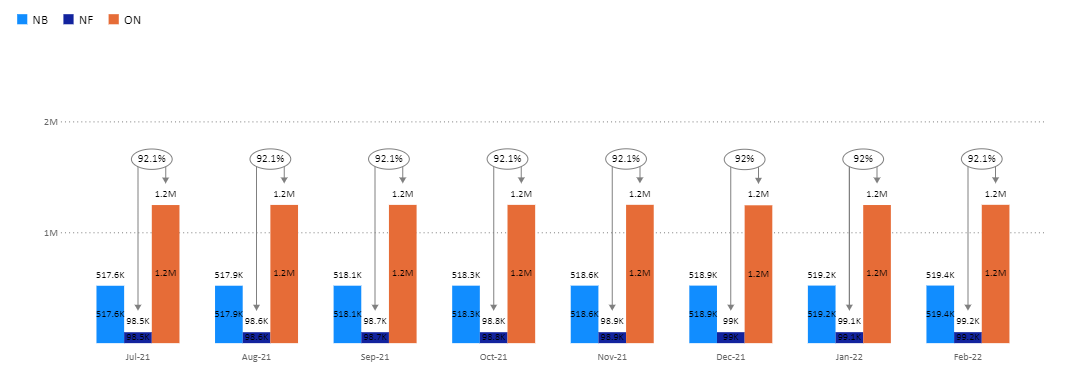 NB NF ON
2M
92.1% 92.1% 92.1% 92.1% 92.1% 92% 92% 92.1%
1.2M 1.2M 1.2M 1.2M 1.2M 1.2M 1.2M 1.2M
1M
517.6K 1.2M 517.9K 1.2M 518.1K 1.2M 518.3K 1.2M 518.6K 1.2M 518.9K 1.2M 519.2K 1.2M 519.4K 1.2M
517.6K 98.5K 517.9K 98.6K 518.1K 98.7K 518.3K 98.8K 518.6K 98.9K 518.9K 99K 519.2K 99.1K 519.4K 99.2K
98.5K 98.6K 98.7K 98.8K 98.9K 99K 99.1K 99.2K
Jul-21 Aug-21 Sep-21 Oct-21 Nov-21 Dec-21 Jan-22 Feb-22